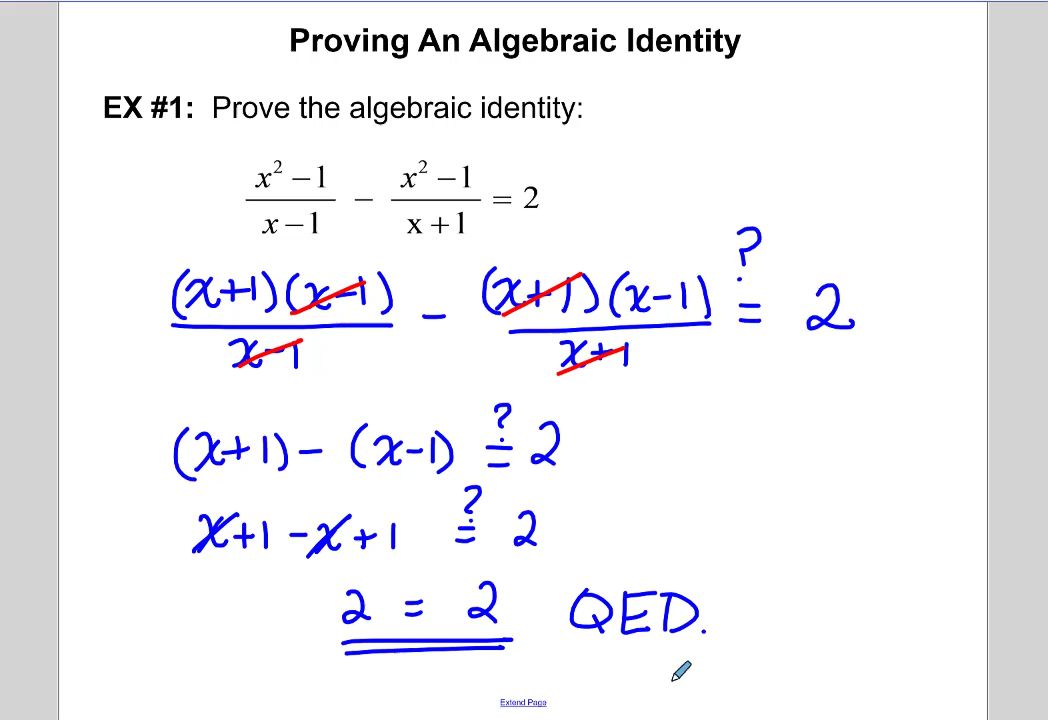 Proving An Algebraic Identity
EX #1: Prove the algebraic identity:
x² − 1 / x − 1 − x² − 1 / x + 1 = 2
(x+1)(x−1) / x−1 − (x+1)(x−1) / x+1 ?= 2
(x+1) − (x−1) ?= 2
x+1 −x+1 ?= 2
2 = 2 QED.
Extend Page